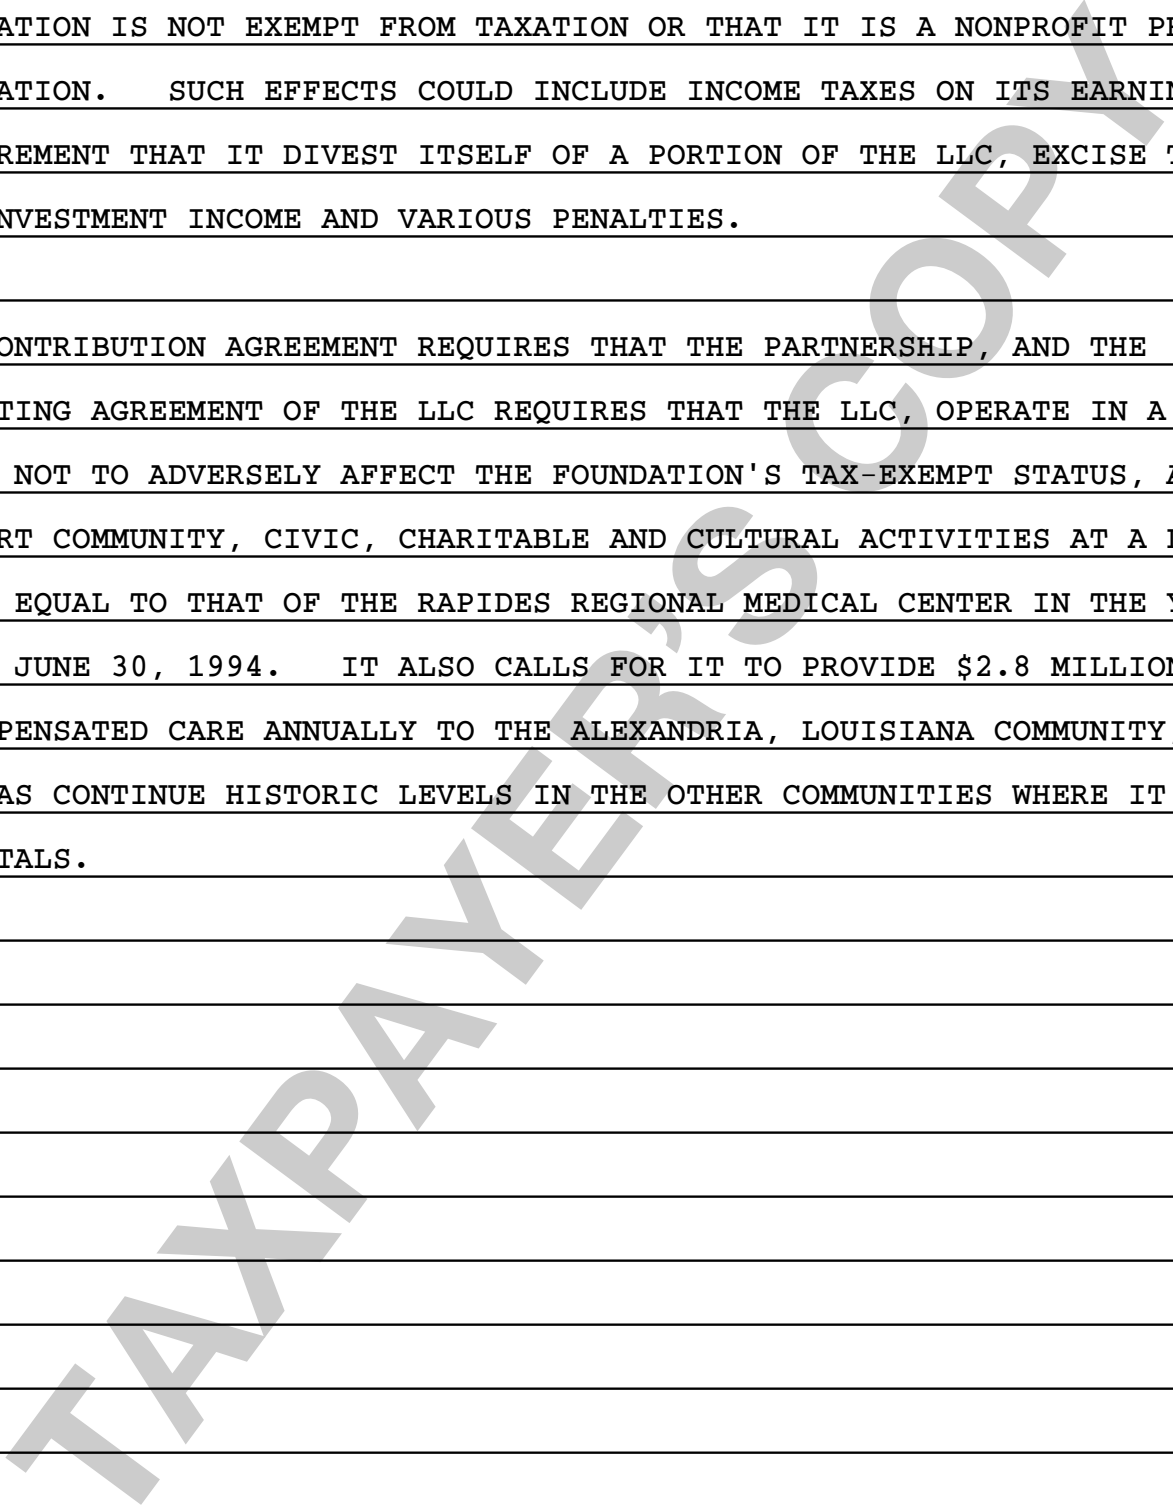 ATION IS NOT EXEMPT FROM TAXATION OR THAT IT IS A NONPROFIT
ATION. SUCH EFFECTS COULD INCLUDE INCOME TAXES ON ITS EARNIN
REMENT THAT IT DIVEST ITSELF OF A PORTION OF THE LLC, EXCISE
NVESTMENT INCOME AND VARIOUS PENALTIES.
ONTRIBUTION AGREEMENT REQUIRES THAT THE PARTNERSHIP, AND THE
TING AGREEMENT OF THE LLC REQUIRES THAT THE LLC, OPERATE IN A
NOT TO ADVERSELY AFFECT THE FOUNDATION'S TAX-EXEMPT STATUS,
RT COMMUNITY, CIVIC, CHARITABLE AND CULTURAL ACTIVITIES AT A
EQUAL TO THAT OF THE RAPIDES REGIONAL MEDICAL CENTER IN THE
JUNE 30, 1994. IT ALSO CALLS FOR IT TO PROVIDE $2.8 MILLION
PENSATED CARE ANNUALLY TO THE ALEXANDRIA, LOUISIANA COMMUNITY,
AS CONTINUE HISTORIC LEVELS IN THE OTHER COMMUNITIES WHERE IT
TALS.
TAXPAYER'S COPY